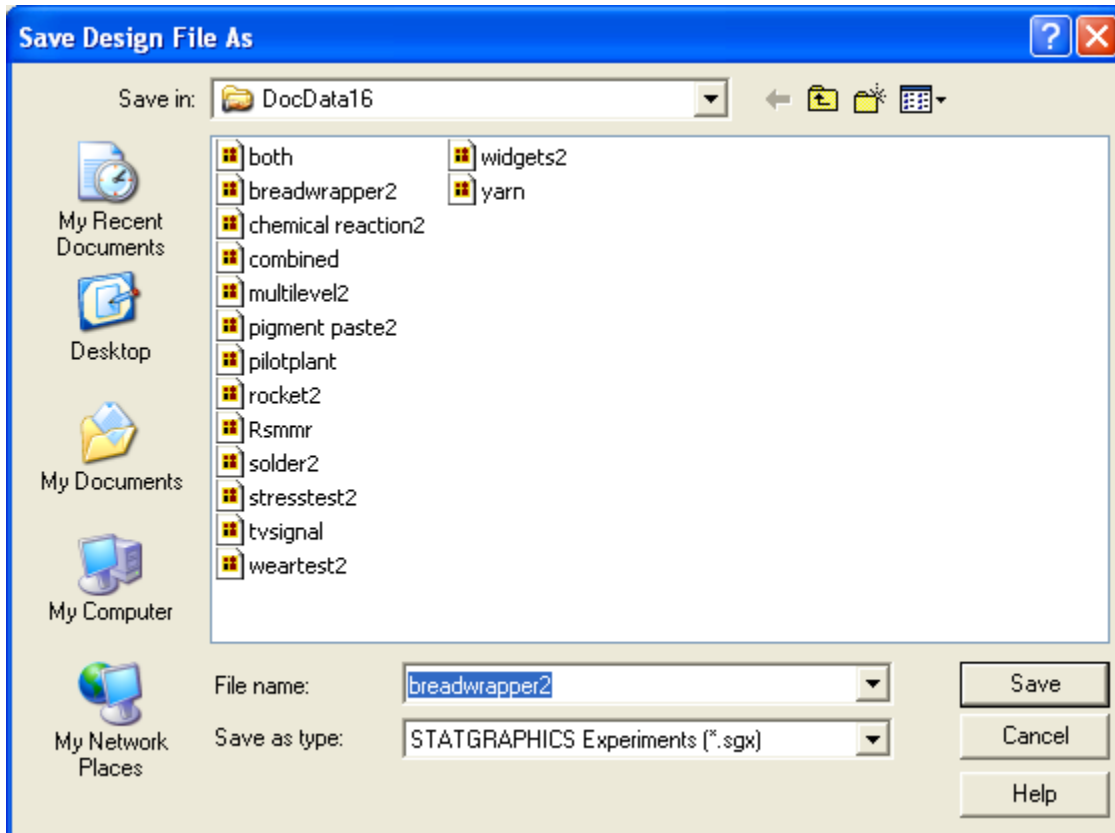 Save Design File As
Save in: DocData16
My Recent
Documents
Desktop
My Documents
My Computer
My Network
Places
both
breadwrapper2
chemical reaction2
combined
multilevel2
pigment paste2
pilotplant
rocket2
Rsmmr
solder2
stresstest2
tvsignal
weartest2
widgets2
yarn
File name: breadwrapper2
Save as type: STATGRAPHICS Experiments (*.sgx)
Save
Cancel
Help